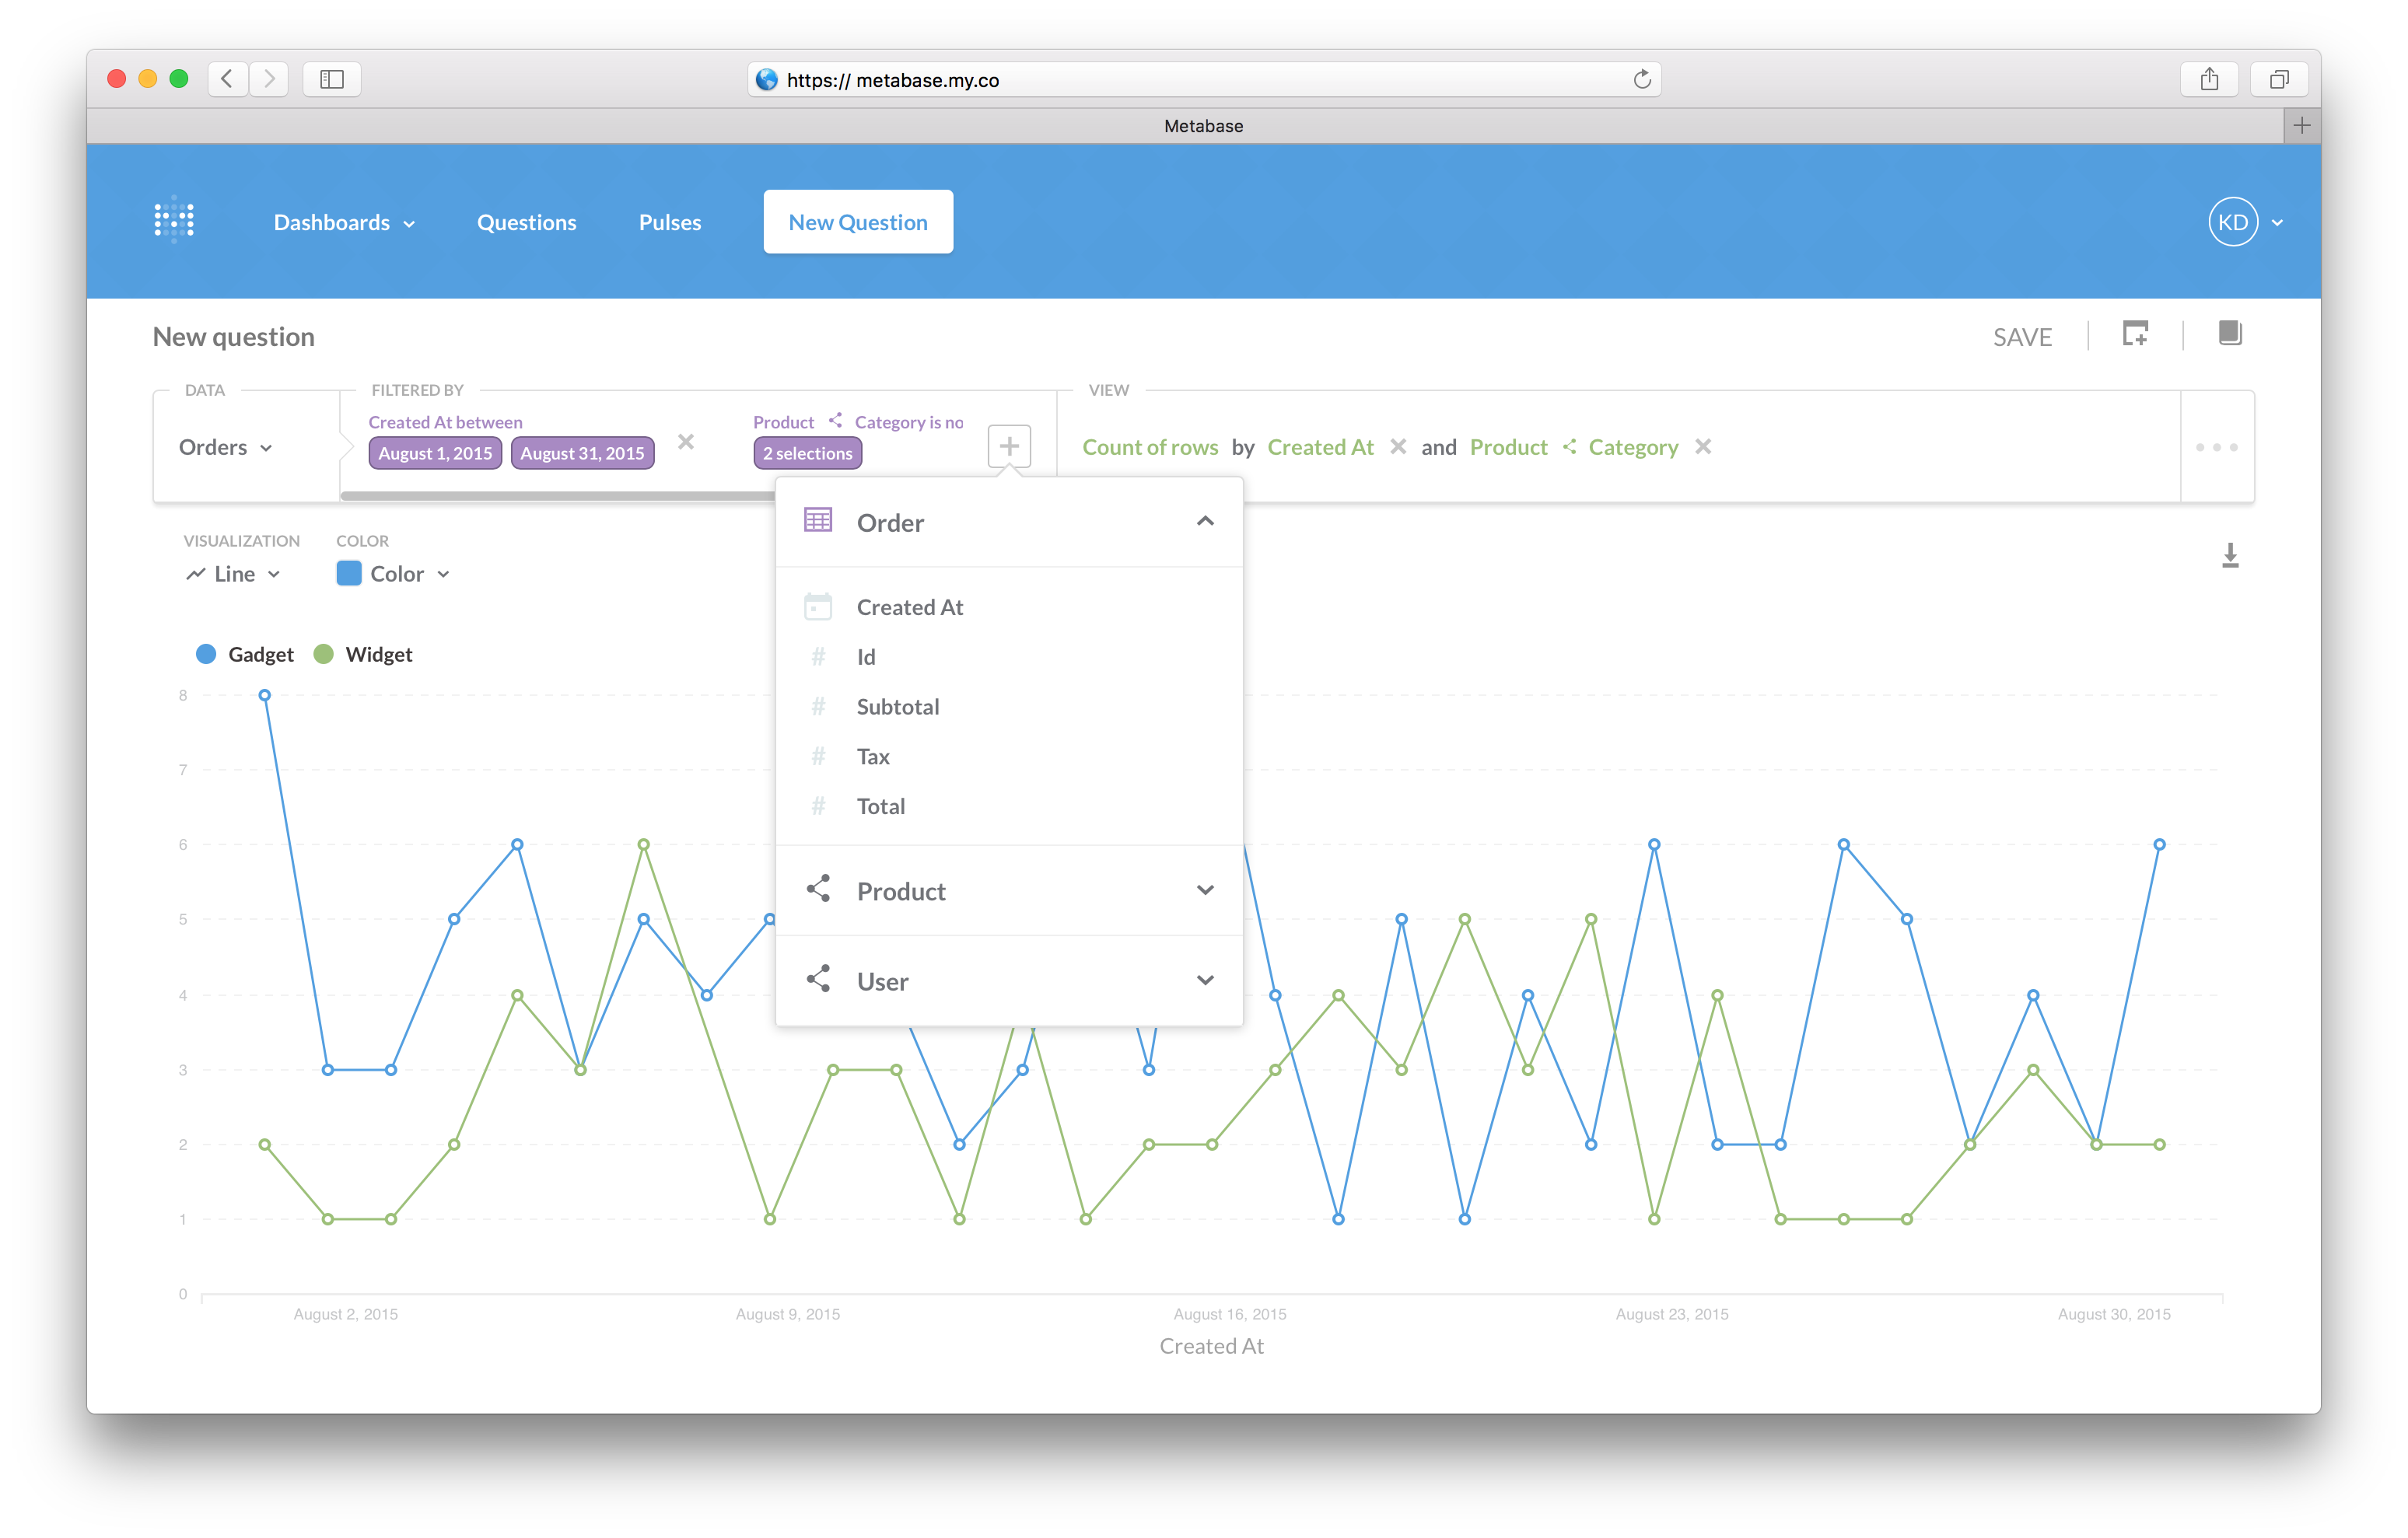 https:// metabase.my.co
Metabase
Dashboards Questions Pulses New Question KD
New question SAVE
DATA FILTERED BY VIEW
Orders
Created At between Product Category is no
August 1, 2015 August 31, 2015 2 selections
Count of rows by Created At and Product Category
VISUALIZATION COLOR
Line Color
Order
Created At
# Id
# Subtotal
# Tax
# Total
Product
User
Gadget Widget
8
7
6
5
4
3
2
1
0
August 2, 2015 August 9, 2015 August 16, 2015 August 23, 2015 August 30, 2015
Created At